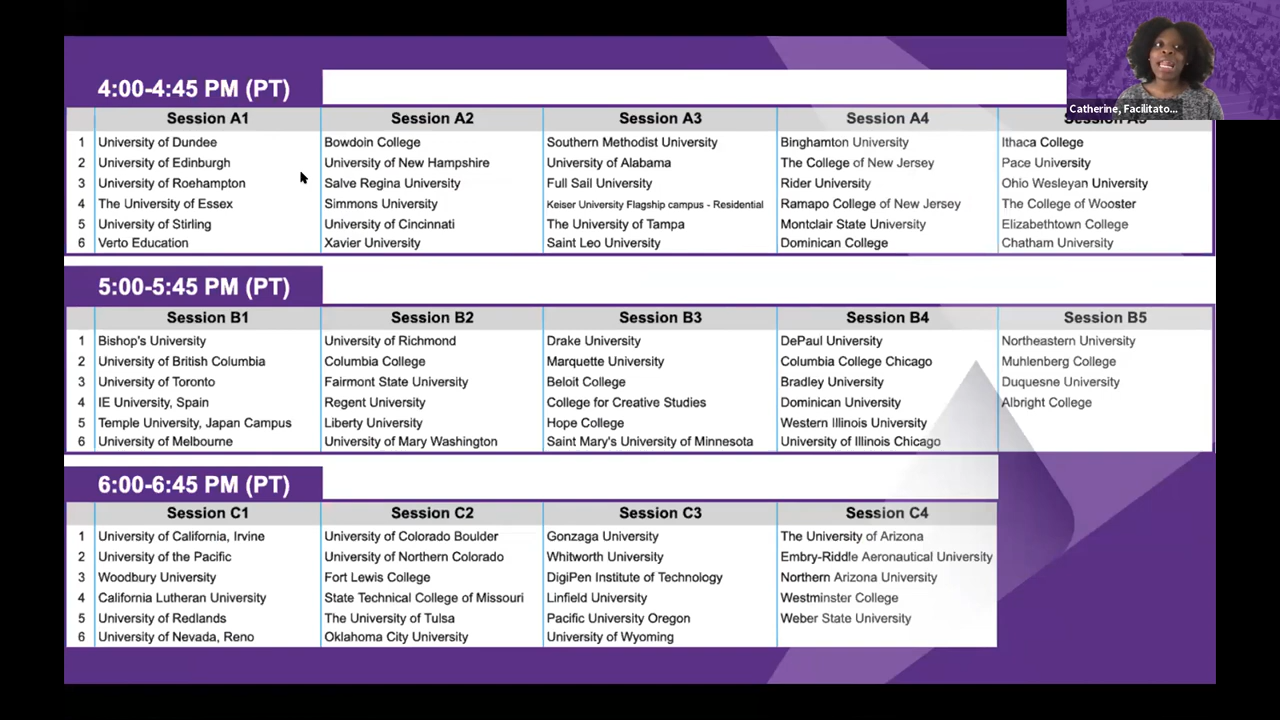 Catherine, Facilitato...
4:00-4:45 PM (PT)
Session A1 Session A2 Session A3 Session A4 Session A5
1 University of Dundee Bowdoin College Southern Methodist University Binghamton University Ithaca College
2 University of Edinburgh University of New Hampshire University of Alabama The College of New Jersey Pace University
3 University of Roehampton Salve Regina University Full Sail University Rider University Ohio Wesleyan University
4 The University of Essex Simmons University Keiser University Flagship campus - Residential Ramapo College of New Jersey The College of Wooster
5 University of Stirling University of Cincinnati The University of Tampa Montclair State University Elizabethtown College
6 Verto Education Xavier University Saint Leo University Dominican College Chatham University
5:00-5:45 PM (PT)
Session B1 Session B2 Session B3 Session B4 Session B5
1 Bishop's University University of Richmond Drake University DePaul University Northeastern University
2 University of British Columbia Columbia College Marquette University Columbia College Chicago Muhlenberg College
3 University of Toronto Fairmont State University Beloit College Bradley University Duquesne University
4 IE University, Spain Regent University College for Creative Studies Dominican University Albright College
5 Temple University, Japan Campus Liberty University Hope College Western Illinois University
6 University of Melbourne University of Mary Washington Saint Mary's University of Minnesota University of Illinois Chicago
6:00-6:45 PM (PT)
Session C1 Session C2 Session C3 Session C4
1 University of California, Irvine University of Colorado Boulder Gonzaga University The University of Arizona
2 University of the Pacific University of Northern Colorado Whitworth University Embry-Riddle Aeronautical University
3 Woodbury University Fort Lewis College DigiPen Institute of Technology Northern Arizona University
4 California Lutheran University State Technical College of Missouri Linfield University Westminster College
5 University of Redlands The University of Tulsa Pacific University Oregon Weber State University
6 University of Nevada, Reno Oklahoma City University University of Wyoming